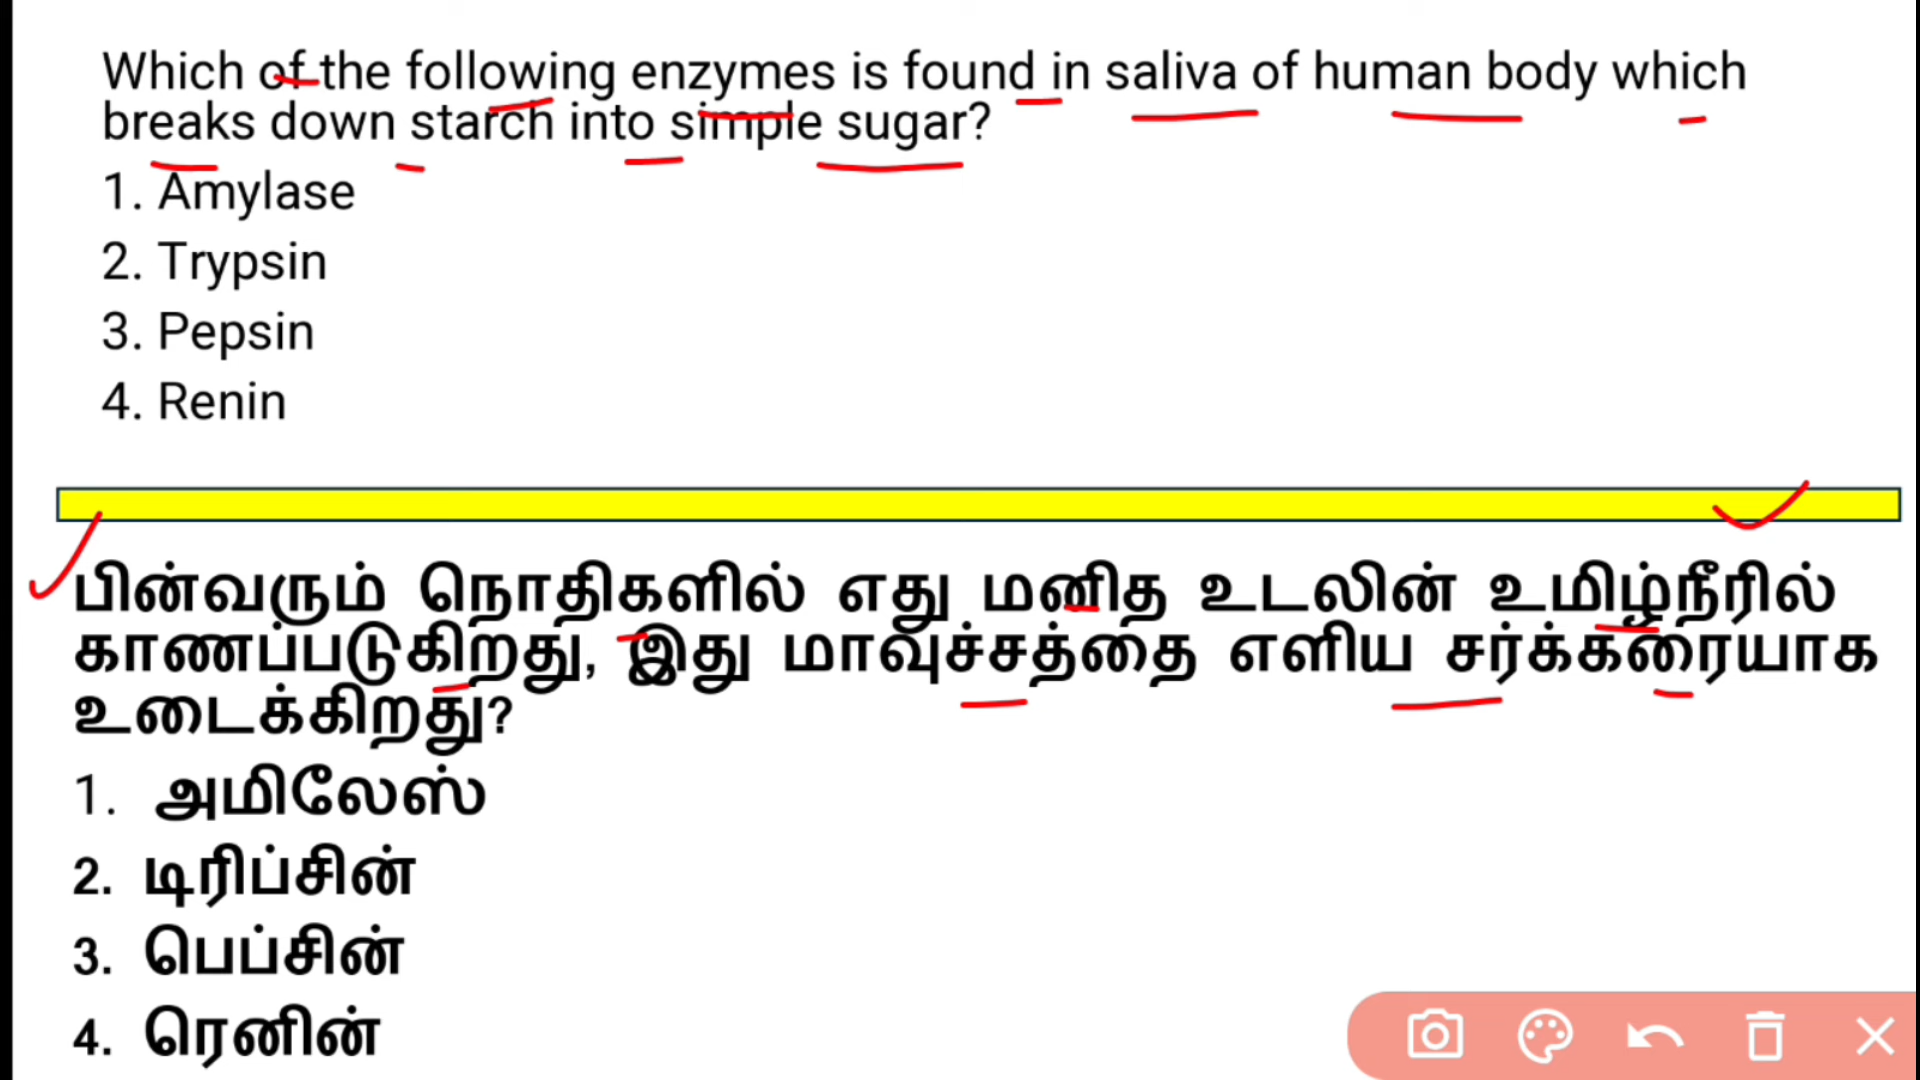 Which of the following enzymes is found in saliva of human body which
breaks down starch into simple sugar?
1. Amylase
2. Trypsin
3. Pepsin
4. Renin
பின்வரும் நொதிகளில் எது மனித உடலின் உமிழ்நீரில்
காணப்படுகிறது, இது மாவுச்சத்தை எளிய சர்க்கரையாக
உடைக்கிறது?
1. அமிலேஸ்
2. டிரிப்சின்
3. பெப்சின்
4. ரெனின்